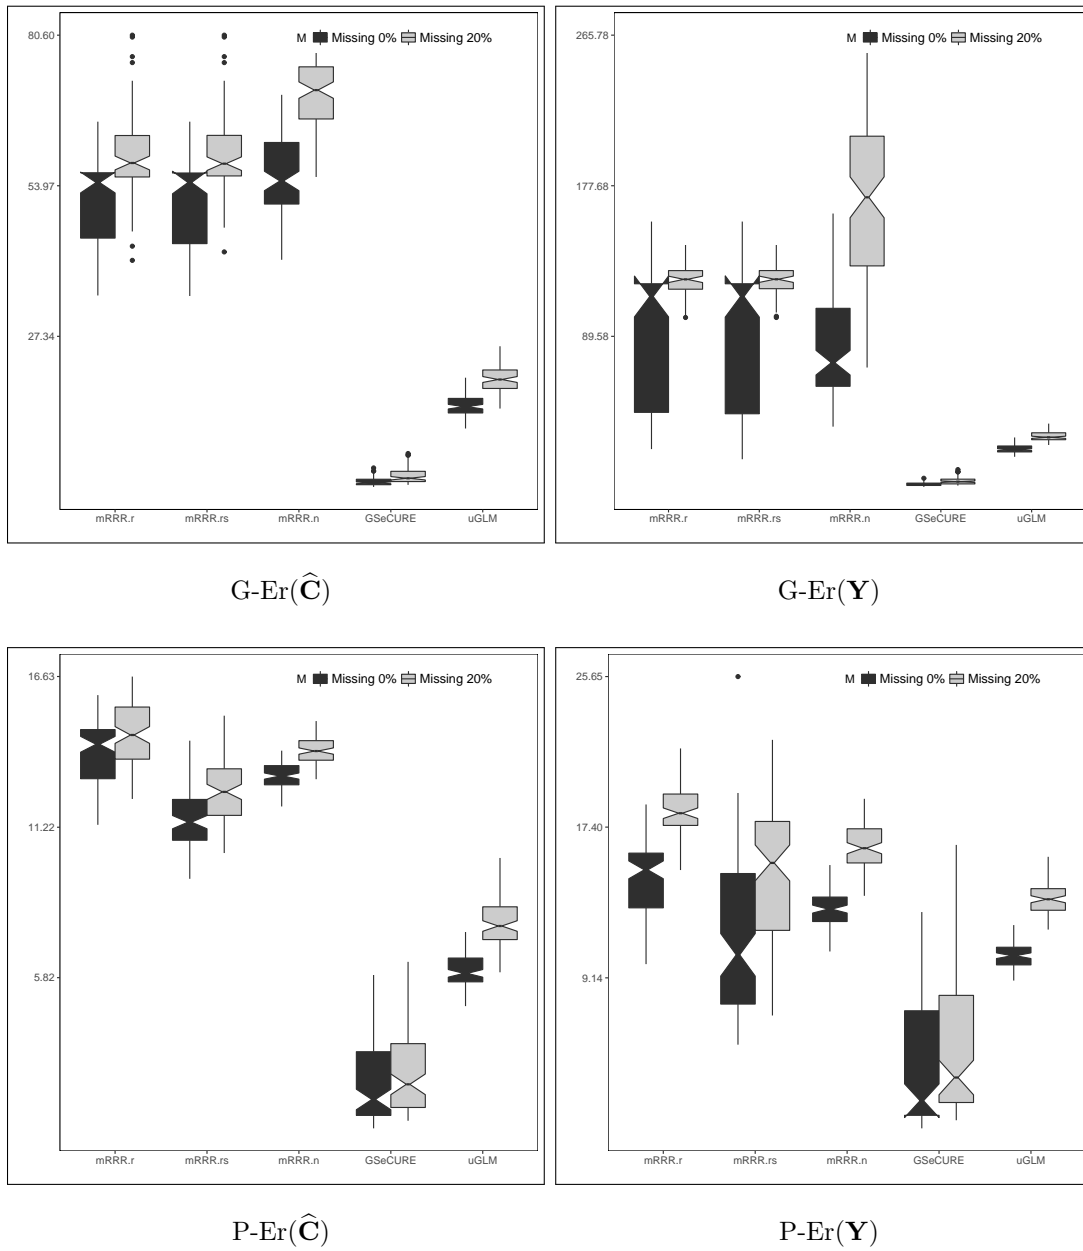 80.60
53.97
27.34
M Missing 0% Missing 20%
mRRR.r mRRR.rs mRRR.n GSeCURE uGLM
G-Er(Ĉ)
265.78
177.68
89.58
M Missing 0% Missing 20%
mRRR.r mRRR.rs mRRR.n GSeCURE uGLM
G-Er(Y)
16.63
11.22
5.82
M Missing 0% Missing 20%
mRRR.r mRRR.rs mRRR.n GSeCURE uGLM
P-Er(Ĉ)
25.65
17.40
9.14
M Missing 0% Missing 20%
mRRR.r mRRR.rs mRRR.n GSeCURE uGLM
P-Er(Y)